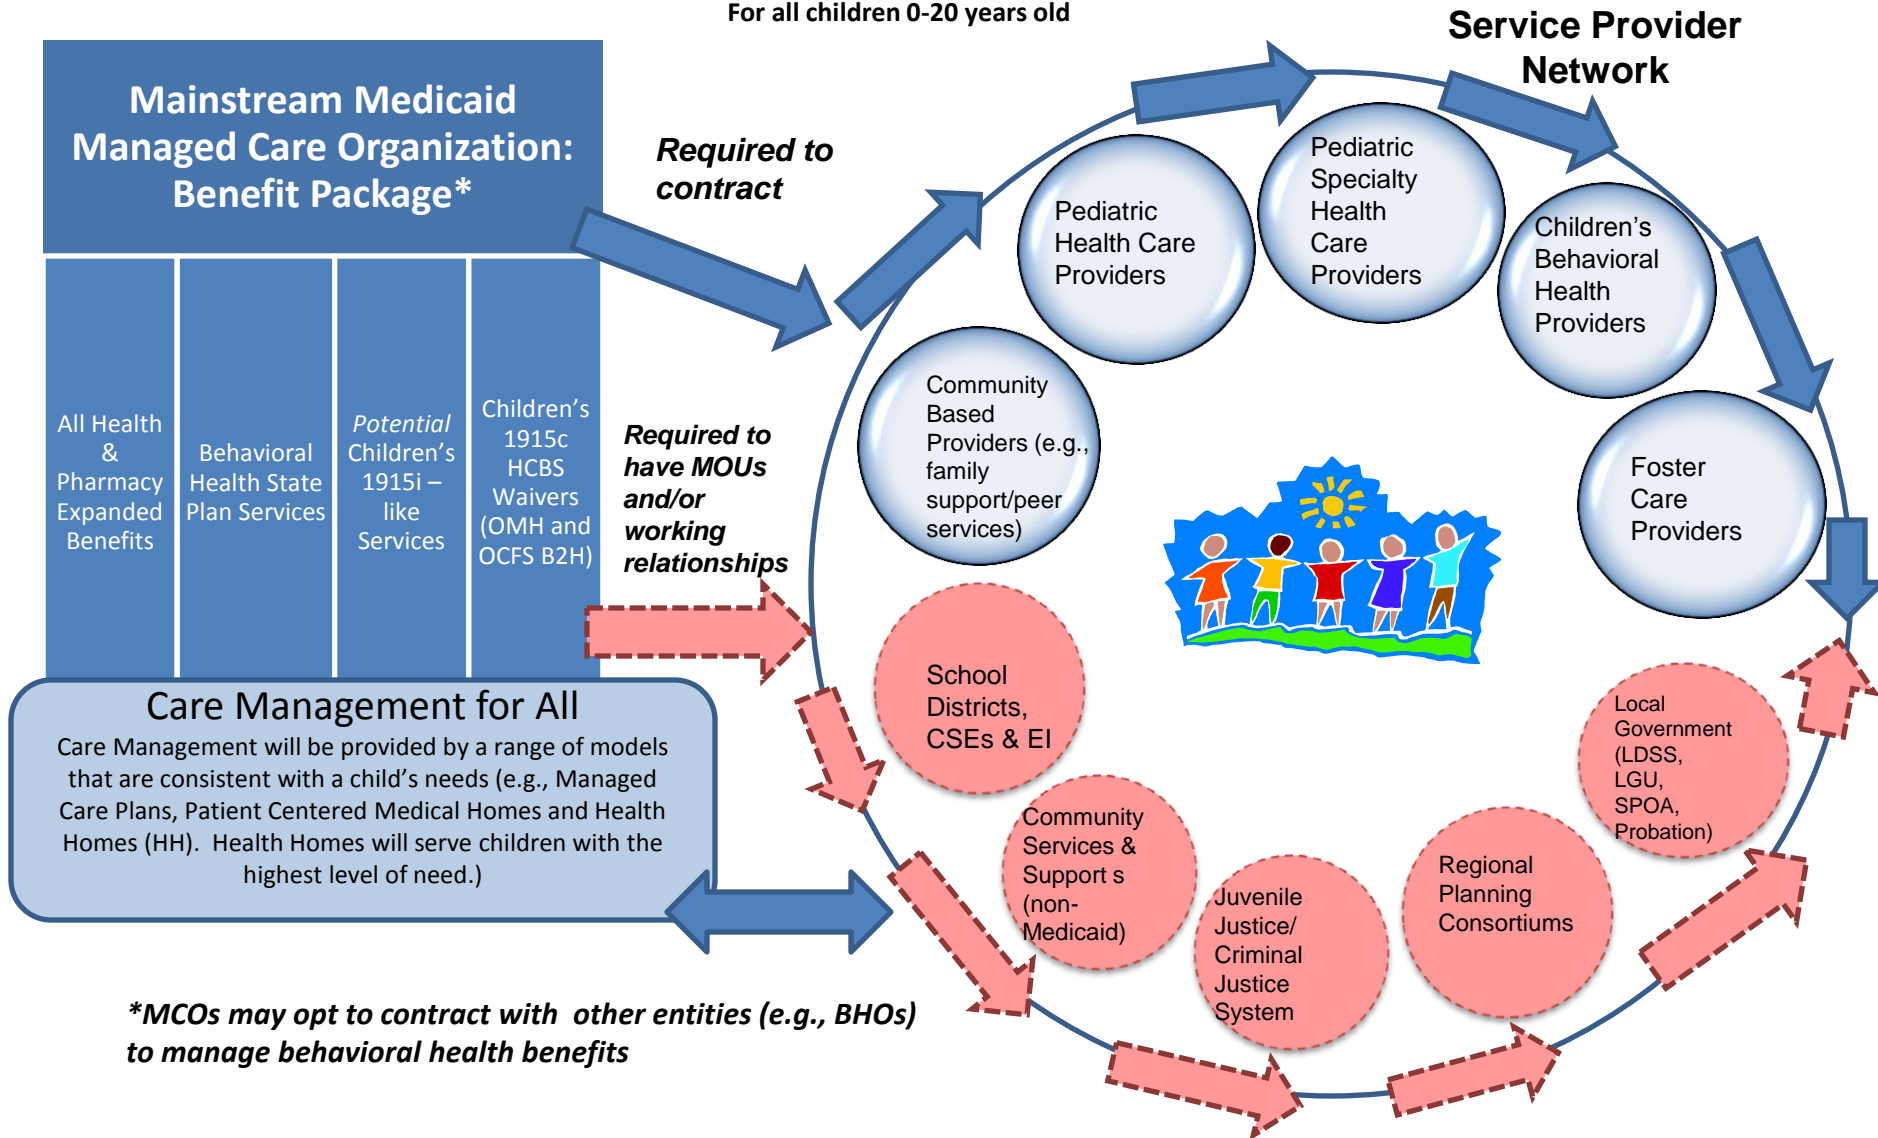 For all children 0-20 years old
Service Provider
Network
Mainstream Medicaid
Managed Care Organization:
Benefit Package*
Required to
contract
All Health
&
Pharmacy
Expanded
Benefits
Behavioral
Health State
Plan Services
Potential
Children's
1915i –
like
Services
Children's
1915c
HCBS
Waivers
(OMH and
OCFS B2H)
Required to
have MOUs
and/or
working
relationships
Community
Based
Providers (e.g.,
family
support/peer
services)
Pediatric
Health Care
Providers
Pediatric
Specialty
Health
Care
Providers
Children's
Behavioral
Health
Providers
Foster
Care
Providers
School
Districts,
CSEs & EI
Community
Services &
Support s
(non-
Medicaid)
Juvenile
Justice/
Criminal
Justice
System
Regional
Planning
Consortiums
Local
Government
(LDSS,
LGU,
SPOA,
Probation)
Care Management for All
Care Management will be provided by a range of models
that are consistent with a child's needs (e.g., Managed
Care Plans, Patient Centered Medical Homes and Health
Homes (HH).  Health Homes will serve children with the
highest level of need.)
*MCOs may opt to contract with  other entities (e.g., BHOs)
to manage behavioral health benefits